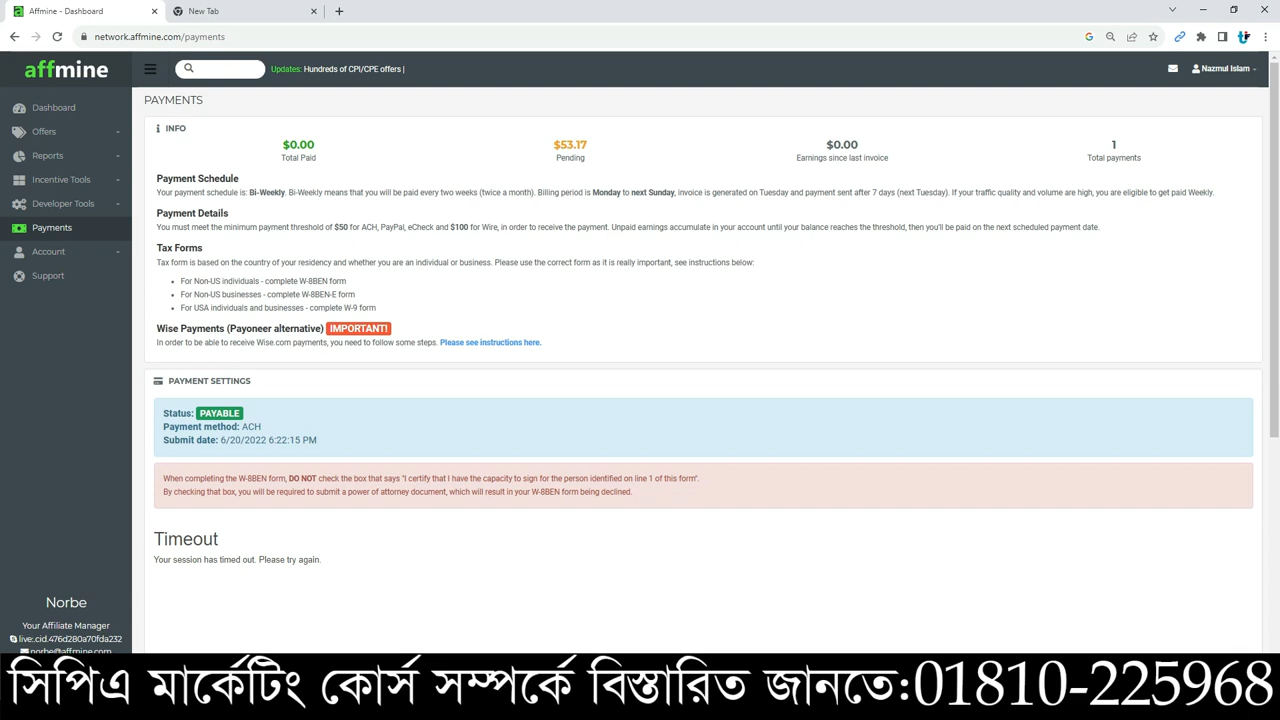 Affmine - Dashboard
New Tab
network.affmine.com/payments
affmine
Updates: Hundreds of CPI/CPE offers |
Nazmul Islam
Dashboard
Offers
Reports
Incentive Tools
Developer Tools
Payments
Account
Support
PAYMENTS
INFO
$0.00 $53.17 $0.00 1
Total Paid Pending Earnings since last invoice Total payments
Payment Schedule
Your payment schedule is: Bi-Weekly. Bi-Weekly means that you will be paid every two weeks (twice a month). Billing period is Monday to next Sunday, invoice is generated on Tuesday and payment sent after 7 days (next Tuesday). If your traffic quality and volume are high, you are eligible to get paid Weekly.
Payment Details
You must meet the minimum payment threshold of $50 for ACH, PayPal, eCheck and $100 for Wire, in order to receive the payment. Unpaid earnings accumulate in your account until your balance reaches the threshold, then you'll be paid on the next scheduled payment date.
Tax Forms
Tax form is based on the country of your residency and whether you are an individual or business. Please use the correct form as it is really important, see instructions below:
• For Non-US individuals - complete W-8BEN form
• For Non-US businesses - complete W-8BEN-E form
• For USA individuals and businesses - complete W-9 form
Wise Payments (Payoneer alternative) IMPORTANT!
In order to be able to receive Wise.com payments, you need to follow some steps. Please see instructions here.
PAYMENT SETTINGS
Status: PAYABLE
Payment method: ACH
Submit date: 6/20/2022 6:22:15 PM
When completing the W-8BEN form, DO NOT check the box that says "I certify that I have the capacity to sign for the person identified on line 1 of this form".
By checking that box, you will be required to submit a power of attorney document, which will result in your W-8BEN form being declined.
Timeout
Your session has timed out. Please try again.
Norbe
Your Affiliate Manager
live:.cid.476d280a70fda232
norbe@affmine.com
সিপিএ মার্কেটিং কোর্স সম্পর্কে বিস্তারিত জানতে:01810-225968